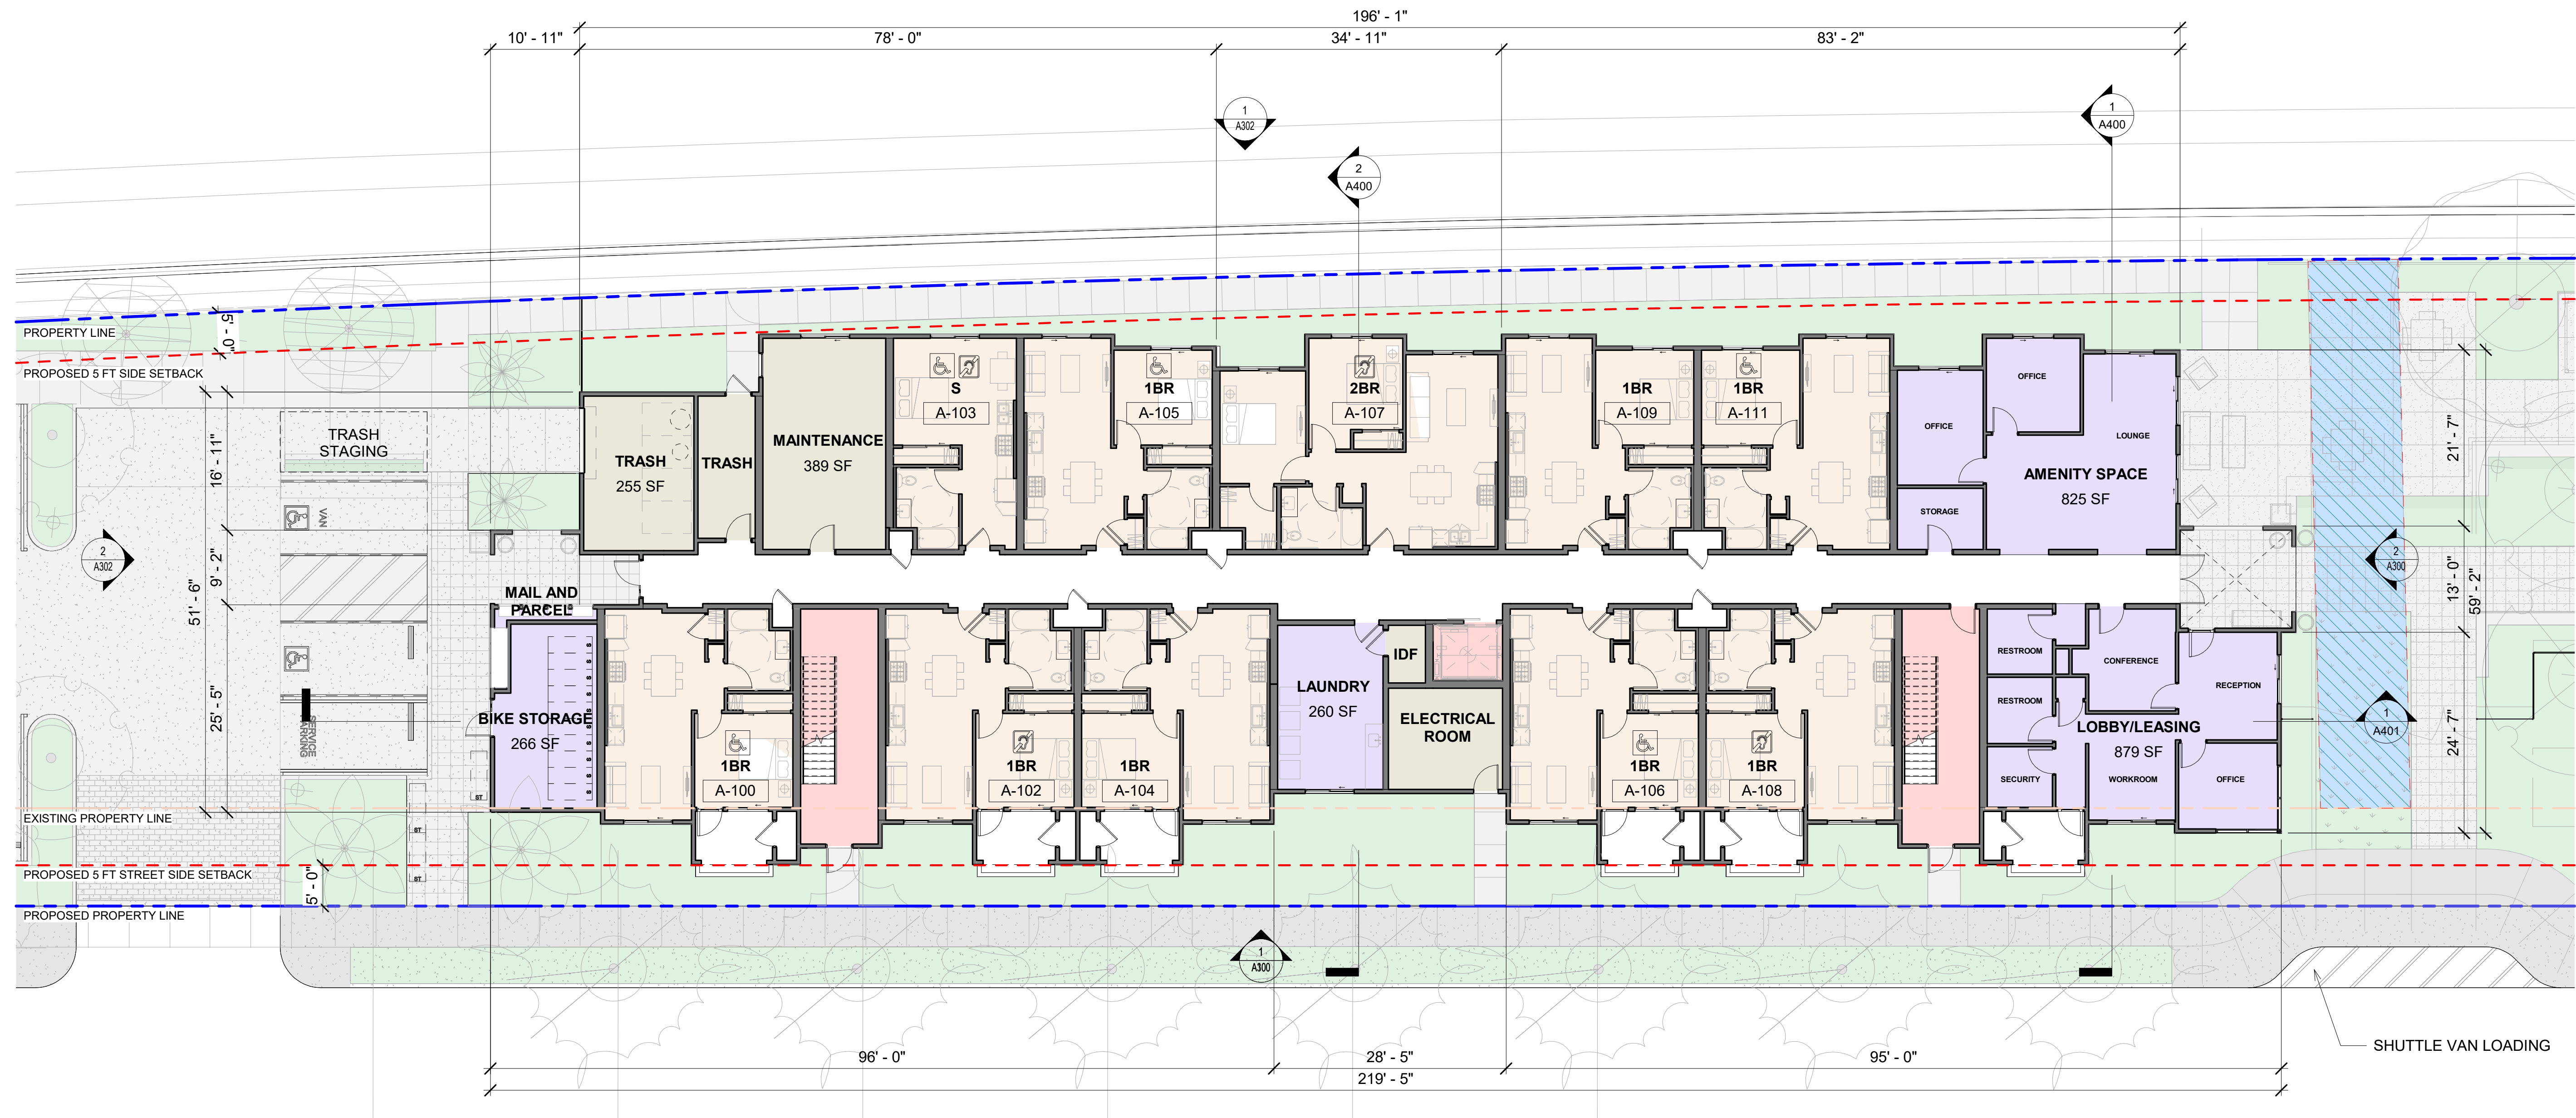 196' - 1"
10' - 11"
78' - 0"
34' - 11"
83' - 2"
1
A302
1
A400
2
A400
PROPERTY LINE
5' - 0"
PROPOSED 5 FT SIDE SETBACK
S
A-103
1BR
A-105
2BR
A-107
1BR
A-109
1BR
A-111
OFFICE
OFFICE
LOUNGE
STORAGE
AMENITY SPACE
825 SF
TRASH
STAGING
TRASH
255 SF
TRASH
MAINTENANCE
389 SF
VAN
16' - 11"
9' - 2"
51' - 6"
25' - 5"
21' - 7"
13' - 0"
59' - 2"
24' - 7"
2
A302
2
A300
MAIL AND
PARCEL
BIKE STORAGE
266 SF
S
S
S
S
S
S
S
S
SERVICE
PARKING
1BR
A-100
1BR
A-102
1BR
A-104
LAUNDRY
260 SF
IDF
ELECTRICAL
ROOM
1BR
A-106
1BR
A-108
RESTROOM
RESTROOM
SECURITY
CONFERENCE
RECEPTION
LOBBY/LEASING
879 SF
WORKROOM
OFFICE
1
A401
ST
ST
ST
EXISTING PROPERTY LINE
PROPOSED 5 FT STREET SIDE SETBACK
5' - 0"
PROPOSED PROPERTY LINE
1
A300
SHUTTLE VAN LOADING
96' - 0"
28' - 5"
95' - 0"
219' - 5"